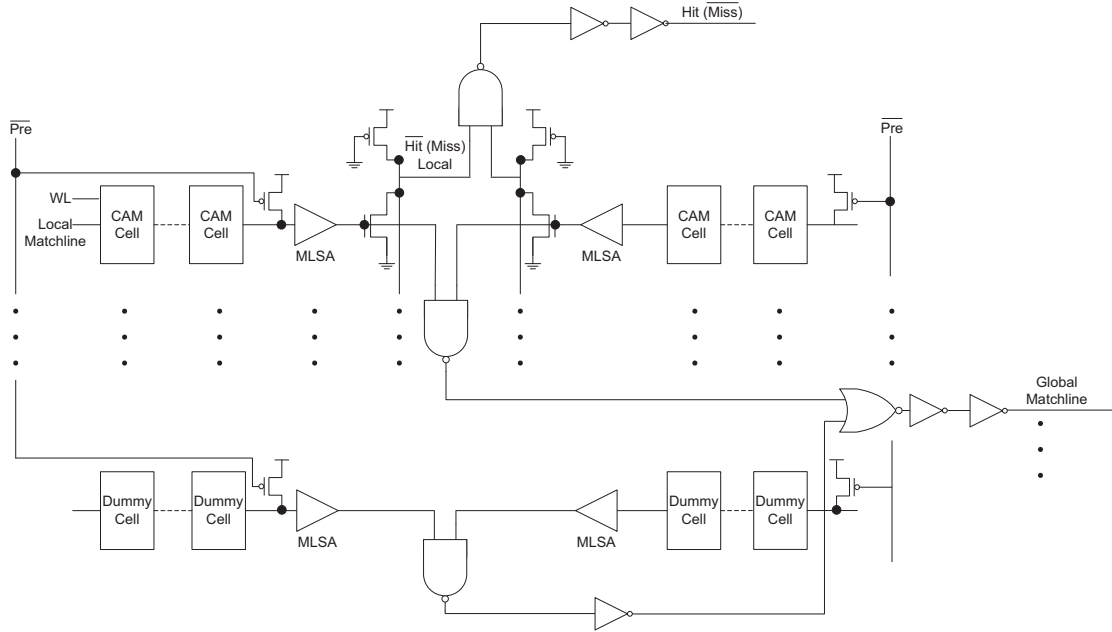 Hit (Miss)
Pre
Hit (Miss)
Local
Pre
WL
Local
Matchline
CAM
Cell
CAM
Cell
MLSA
MLSA
CAM
Cell
CAM
Cell
Global
Matchline
Dummy
Cell
Dummy
Cell
MLSA
MLSA
Dummy
Cell
Dummy
Cell